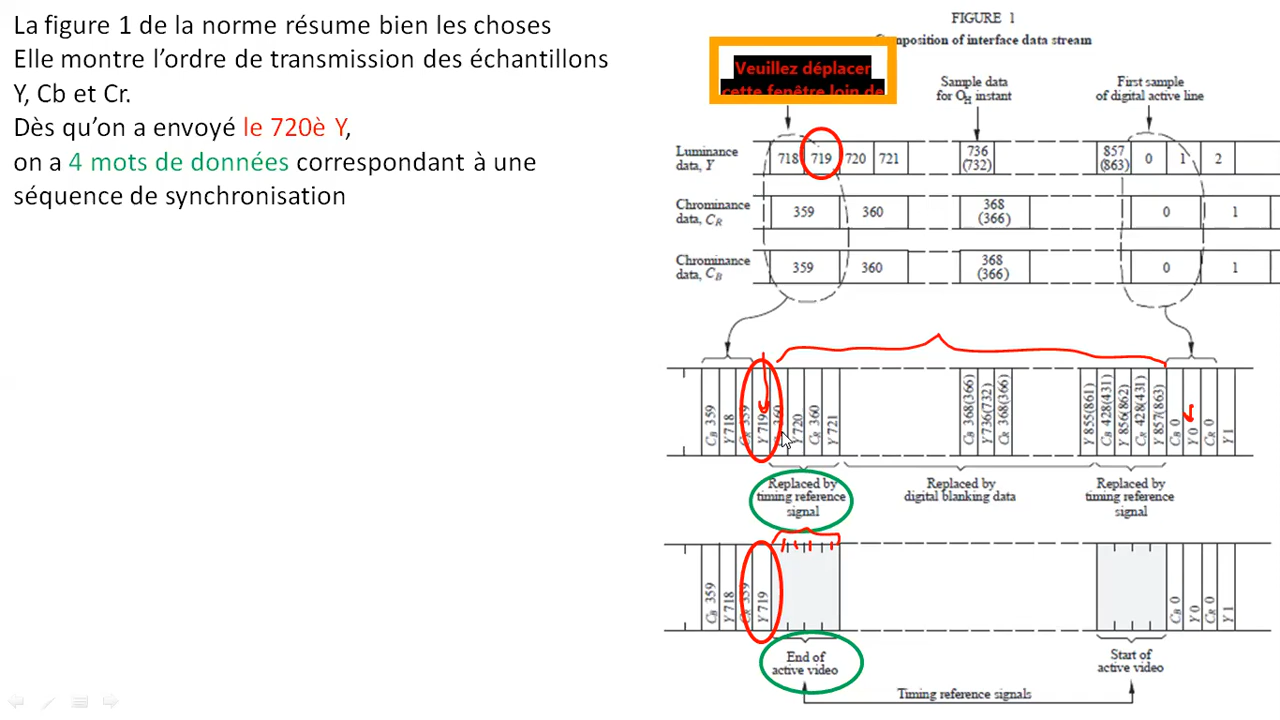 La figure 1 de la norme résume bien les choses
Elle montre l’ordre de transmission des échantillons
Y, Cb et Cr.
Dès qu’on a envoyé le 720è Y,
on a 4 mots de données correspondant à une
séquence de synchronisation
FIGURE 1
omposition of interface data stream
Veuillez déplacer
cette fenêtre loin de
Sample data
for OH instant
First sample
of digital active line
Luminance
data, Y
718 719 720 721
736
(732)
857
(863)
0 1 2
Chrominance
data, CR
359 360
368
(366)
0 1
Chrominance
data, CB
359 360
368
(366)
0 1
CB 359
Y 718
CR 359
Y 719
360
Y 720
CR 360
Y 721
CB 368(366)
Y736(732)
CR 368(366)
Y 855(861)
CB 428(431)
Y 856(862)
CR 428(431)
Y 857(863)
CB 0
Y 0
CR 0
Y1
Replaced by
timing reference
signal
Replaced by
digital blanking data
Replaced by
timing reference
signal
CB 359
Y 718
CR 359
Y 719
CB 0
Y 0
CR 0
Y1
End of
active video
Start of
active video
Timing reference signals